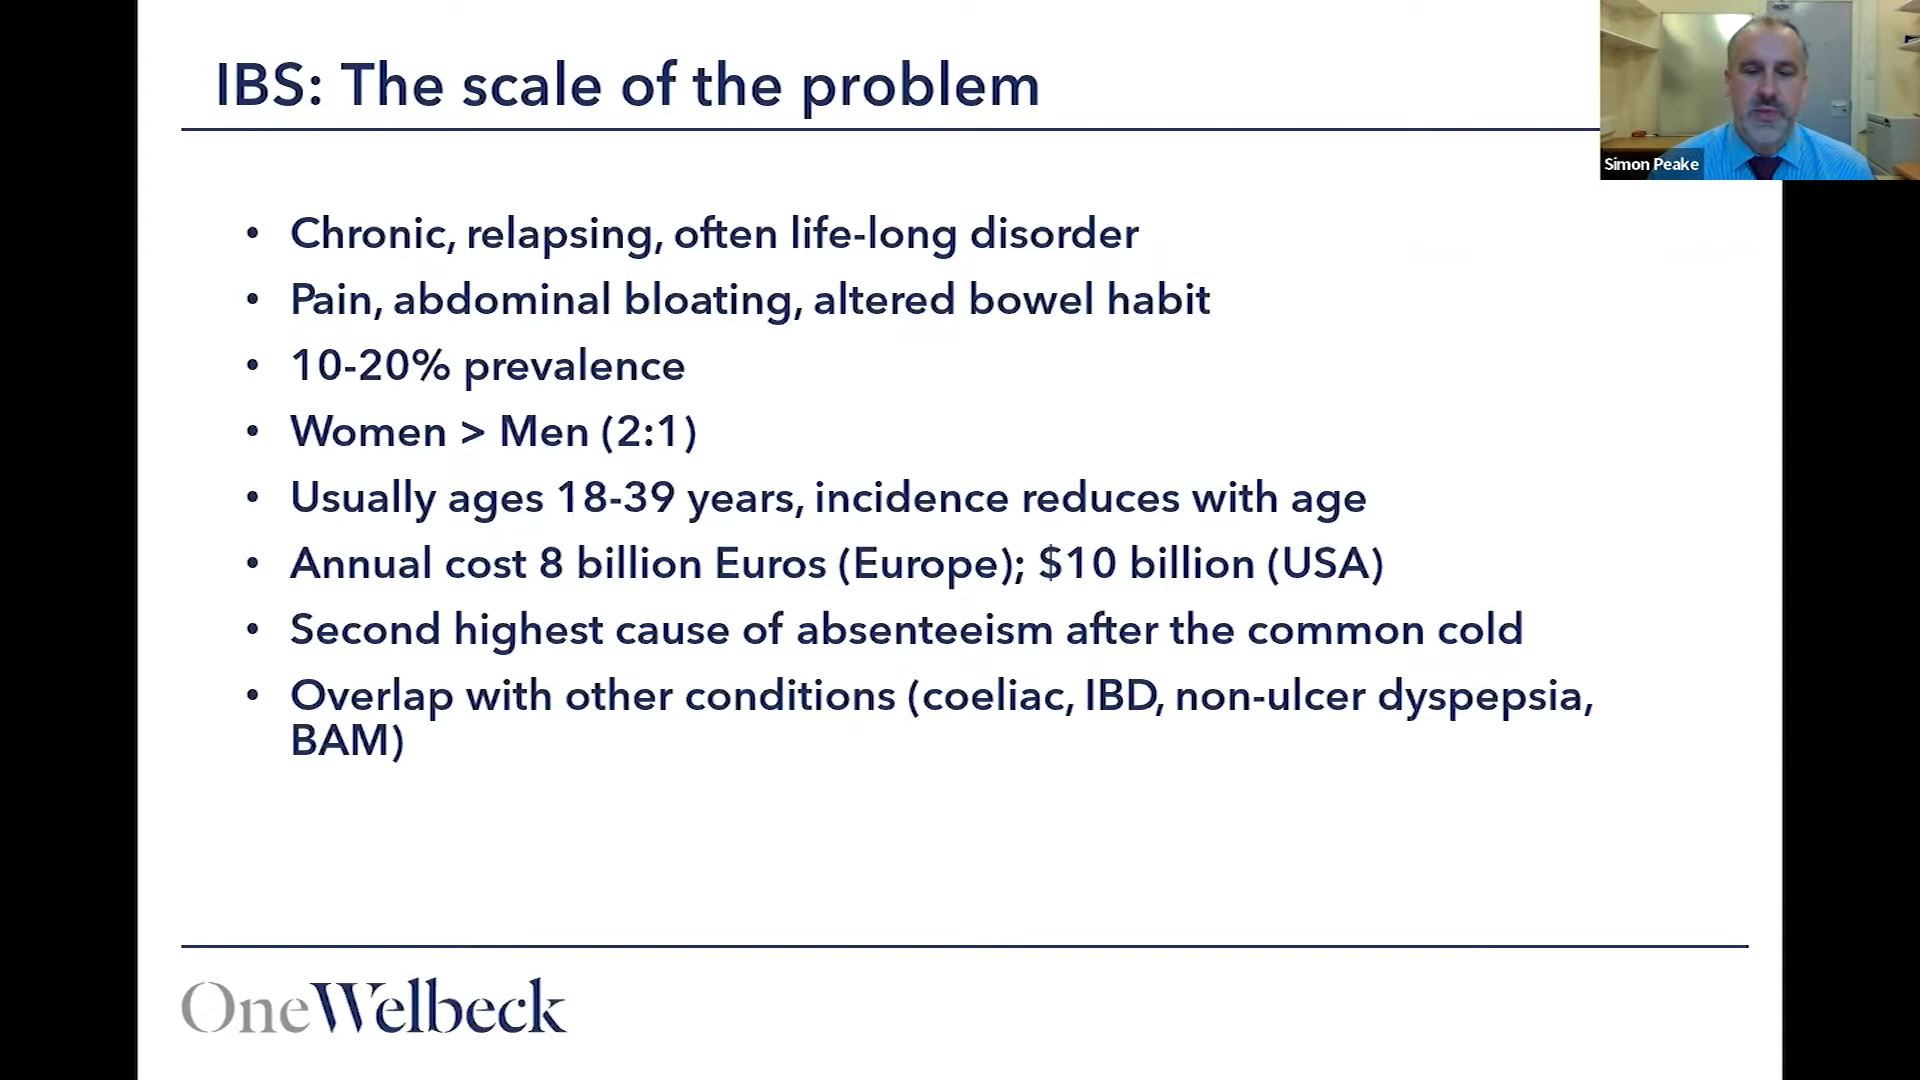 IBS: The scale of the problem
Simon Peake
• Chronic, relapsing, often life-long disorder
• Pain, abdominal bloating, altered bowel habit
• 10-20% prevalence
• Women > Men (2:1)
• Usually ages 18-39 years, incidence reduces with age
• Annual cost 8 billion Euros (Europe); $10 billion (USA)
• Second highest cause of absenteeism after the common cold
• Overlap with other conditions (coeliac, IBD, non-ulcer dyspepsia,
BAM)
OneWelbeck